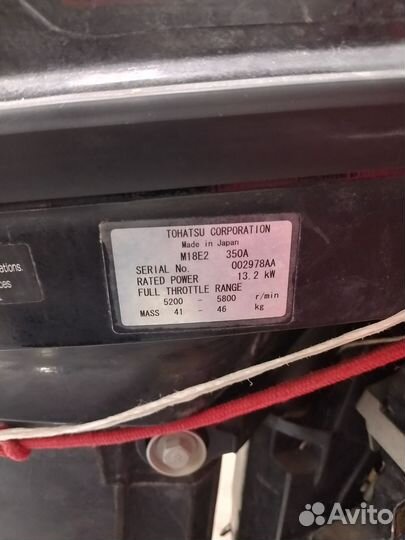 TOHATSU CORPORATION
Made in Japan
M18E2 350A
SERIAL No. 002978AA
RATED POWER 13.2 kW
FULL THROTTLE RANGE
5200 - 5800 r/min
MASS 41 - 46 kg
Avito